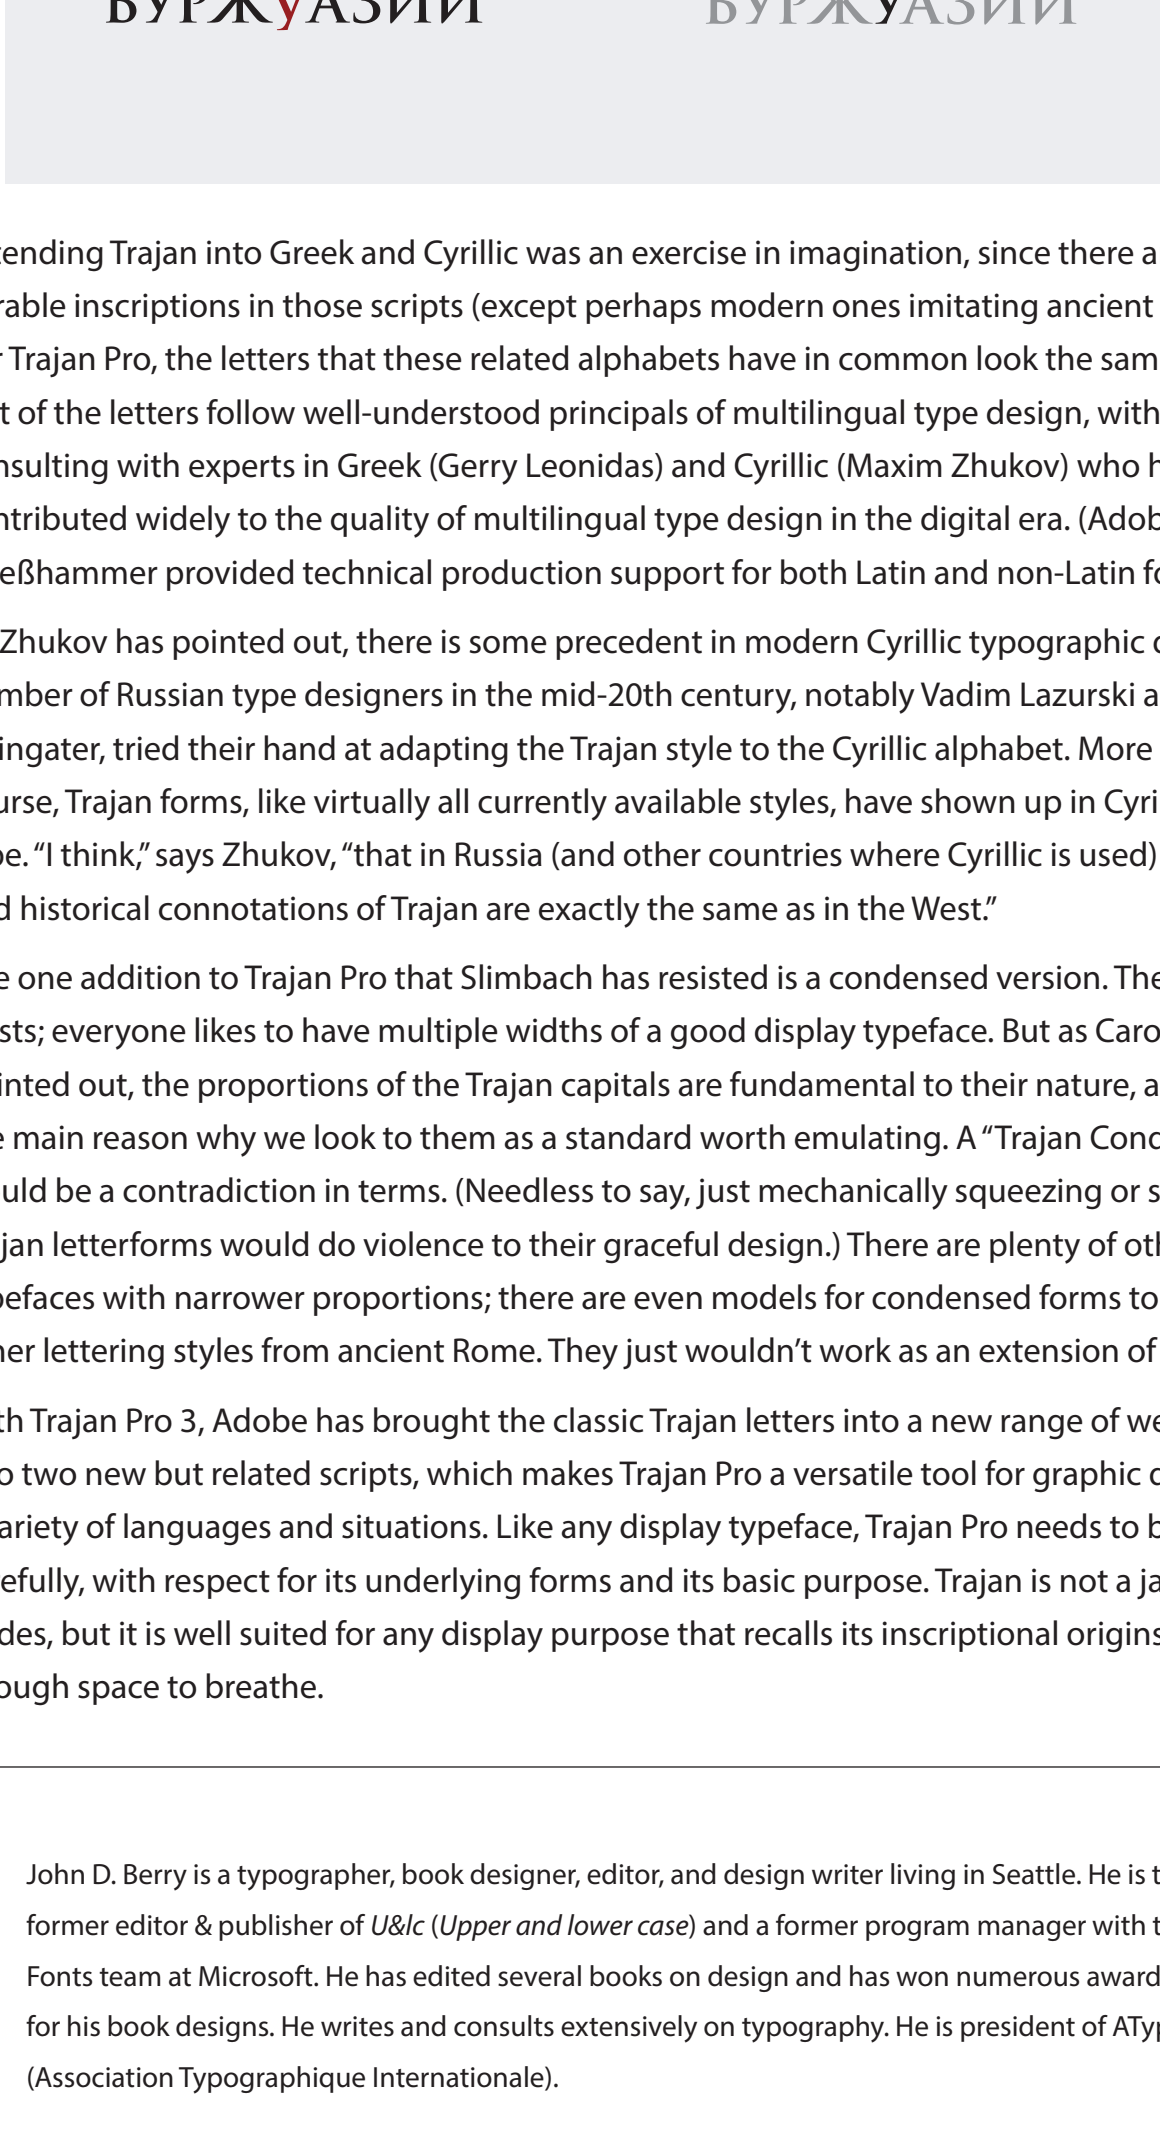 БУРЖУАЗИИ БУРЖУАЗИИ
tending Trajan into Greek and Cyrillic was an exercise in imagination, since there a
rable inscriptions in those scripts (except perhaps modern ones imitating ancient
r Trajan Pro, the letters that these related alphabets have in common look the sam
t of the letters follow well-understood principals of multilingual type design, with
nsulting with experts in Greek (Gerry Leonidas) and Cyrillic (Maxim Zhukov) who h
ntributed widely to the quality of multilingual type design in the digital era. (Adob
eßhammer provided technical production support for both Latin and non-Latin fo
Zhukov has pointed out, there is some precedent in modern Cyrillic typographic d
mber of Russian type designers in the mid-20th century, notably Vadim Lazurski a
ingater, tried their hand at adapting the Trajan style to the Cyrillic alphabet. More
urse, Trajan forms, like virtually all currently available styles, have shown up in Cyri
pe. “I think,” says Zhukov, “that in Russia (and other countries where Cyrillic is used)
d historical connotations of Trajan are exactly the same as in the West.”
e one addition to Trajan Pro that Slimbach has resisted is a condensed version. The
sts; everyone likes to have multiple widths of a good display typeface. But as Caro
inted out, the proportions of the Trajan capitals are fundamental to their nature, a
e main reason why we look to them as a standard worth emulating. A “Trajan Cond
uld be a contradiction in terms. (Needless to say, just mechanically squeezing or s
jan letterforms would do violence to their graceful design.) There are plenty of oth
pefaces with narrower proportions; there are even models for condensed forms to
her lettering styles from ancient Rome. They just wouldn’t work as an extension of
th Trajan Pro 3, Adobe has brought the classic Trajan letters into a new range of we
o two new but related scripts, which makes Trajan Pro a versatile tool for graphic d
ariety of languages and situations. Like any display typeface, Trajan Pro needs to b
efully, with respect for its underlying forms and its basic purpose. Trajan is not a ja
des, but it is well suited for any display purpose that recalls its inscriptional origins
ough space to breathe.
John D. Berry is a typographer, book designer, editor, and design writer living in Seattle. He is t
former editor & publisher of U&lc (Upper and lower case) and a former program manager with t
Fonts team at Microsoft. He has edited several books on design and has won numerous award
for his book designs. He writes and consults extensively on typography. He is president of ATyp
(Association Typographique Internationale).